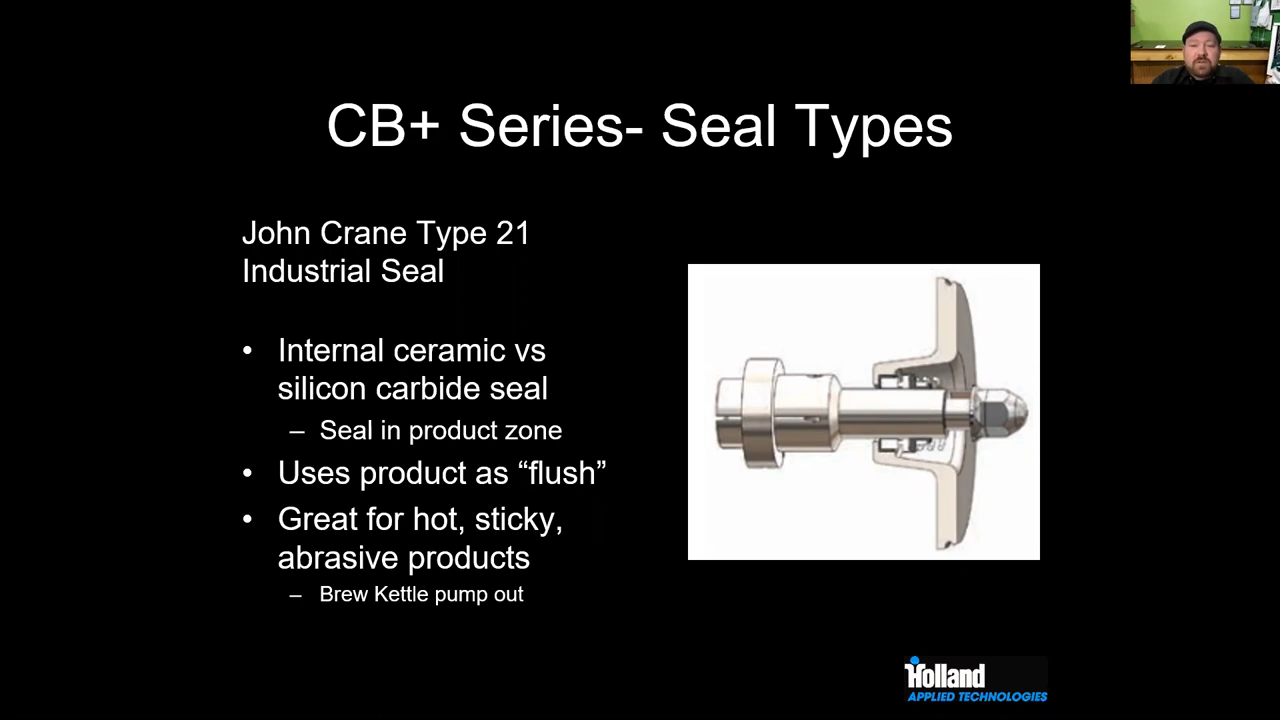 CB+ Series- Seal Types
John Crane Type 21
Industrial Seal
• Internal ceramic vs
silicon carbide seal
– Seal in product zone
• Uses product as “flush”
• Great for hot, sticky,
abrasive products
– Brew Kettle pump out
Holland
APPLIED TECHNOLOGIES